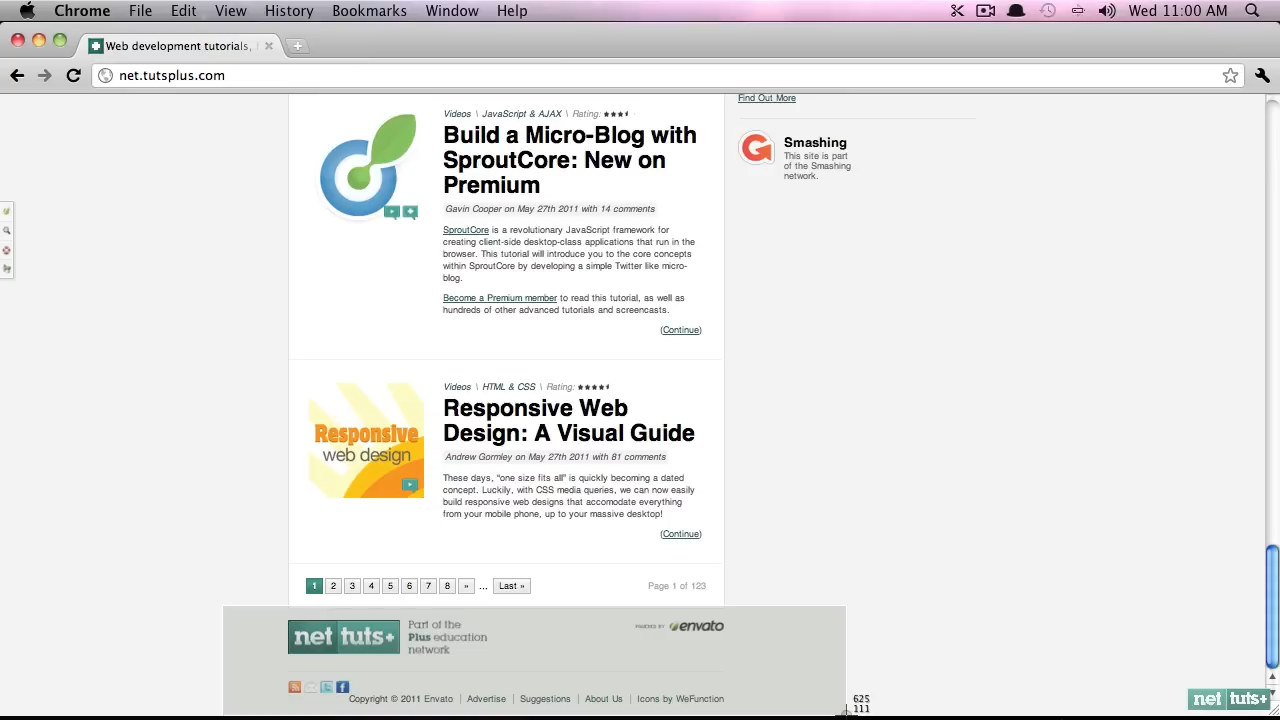 Chrome File Edit View History Bookmarks Window Help Wed 11:00 AM
Web development tutorials,
net.tutsplus.com
Find Out More
Smashing
This site is part
of the Smashing
network.
Videos \ JavaScript & AJAX \ Rating:
Build a Micro-Blog with
SproutCore: New on
Premium
Gavin Cooper on May 27th 2011 with 14 comments
SproutCore is a revolutionary JavaScript framework for
creating client-side desktop-class applications that run in the
browser. This tutorial will introduce you to the core concepts
within SproutCore by developing a simple Twitter like micro-
blog.
Become a Premium member to read this tutorial, as well as
hundreds of other advanced tutorials and screencasts.
(Continue)
Responsive
web design
Videos \ HTML & CSS \ Rating:
Responsive Web
Design: A Visual Guide
Andrew Gormley on May 27th 2011 with 81 comments
These days, “one size fits all” is quickly becoming a dated
concept. Luckily, with CSS media queries, we can now easily
build responsive web designs that accomodate everything
from your mobile phone, up to your massive desktop!
(Continue)
1 2 3 4 5 6 7 8 » ... Last » Page 1 of 123
net tuts+
Part of the
Plus education
network
POWERED BY envato
Copyright © 2011 Envato | Advertise | Suggestions | About Us | Icons by WeFunction
625
111
net tuts+